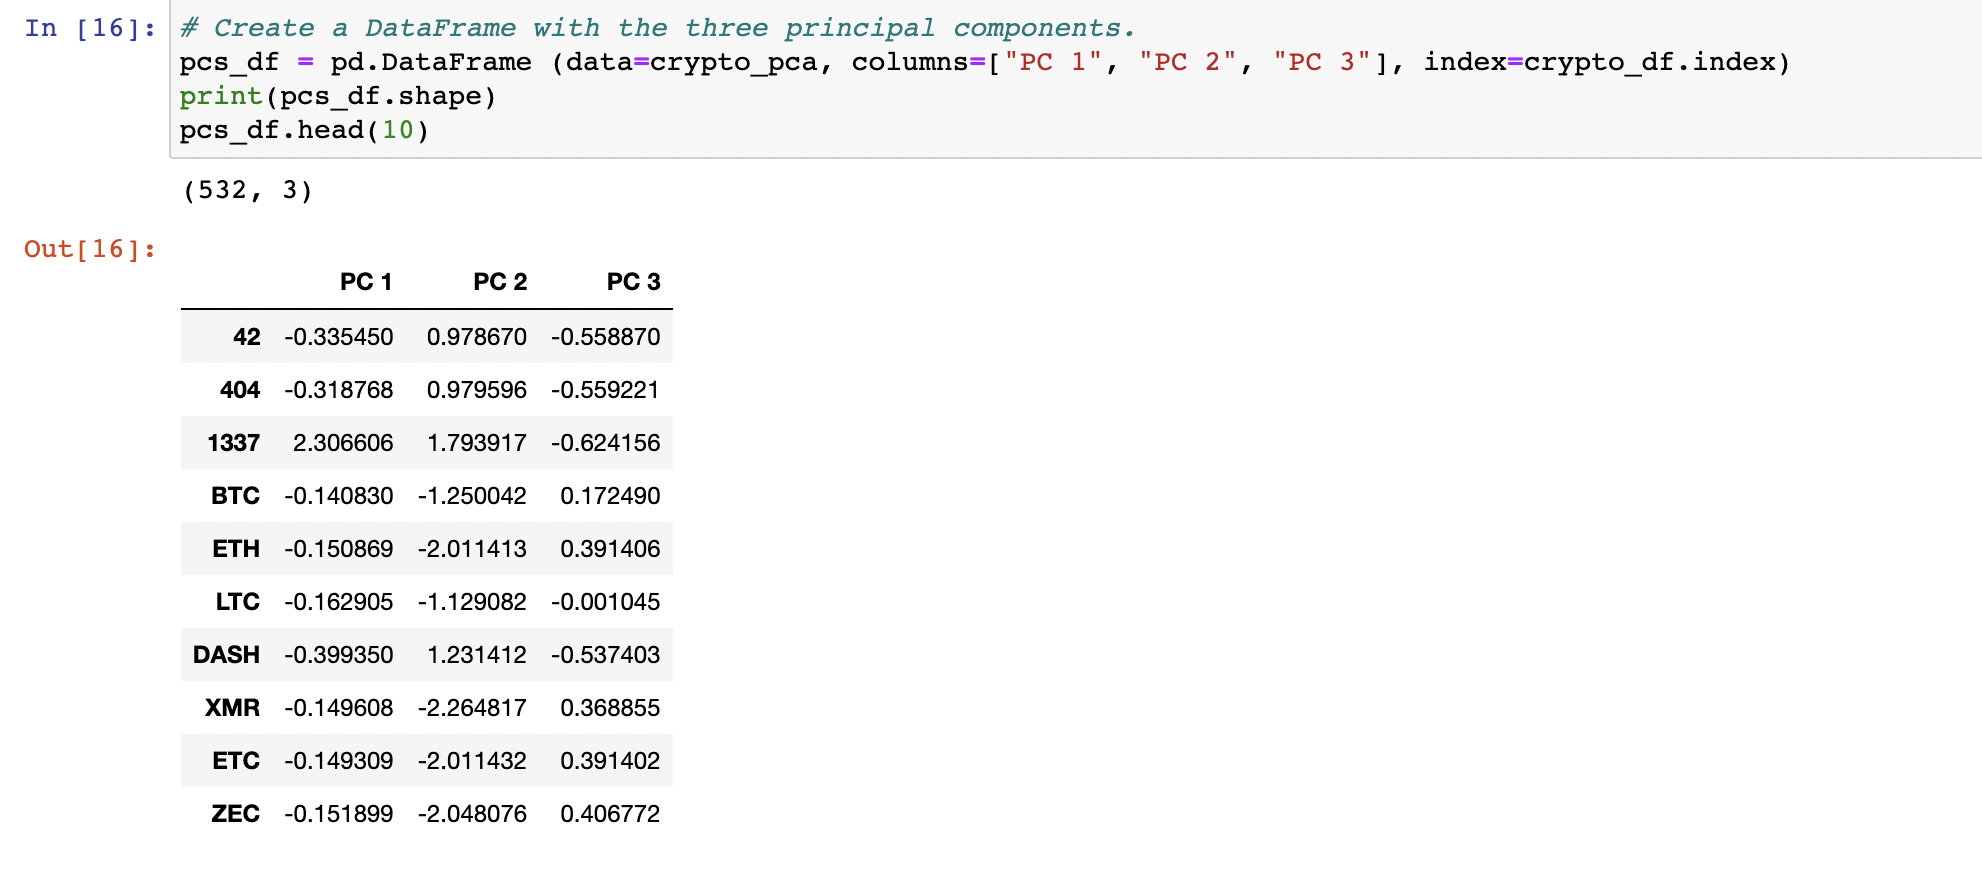 In [16]: # Create a DataFrame with the three principal components.
pcs_df = pd.DataFrame (data=crypto_pca, columns=["PC 1", "PC 2", "PC 3"], index=crypto_df.index)
print(pcs_df.shape)
pcs_df.head(10)
(532, 3)
Out[16]:
PC 1 PC 2 PC 3
42 -0.335450 0.978670 -0.558870
404 -0.318768 0.979596 -0.559221
1337 2.306606 1.793917 -0.624156
BTC -0.140830 -1.250042 0.172490
ETH -0.150869 -2.011413 0.391406
LTC -0.162905 -1.129082 -0.001045
DASH -0.399350 1.231412 -0.537403
XMR -0.149608 -2.264817 0.368855
ETC -0.149309 -2.011432 0.391402
ZEC -0.151899 -2.048076 0.406772